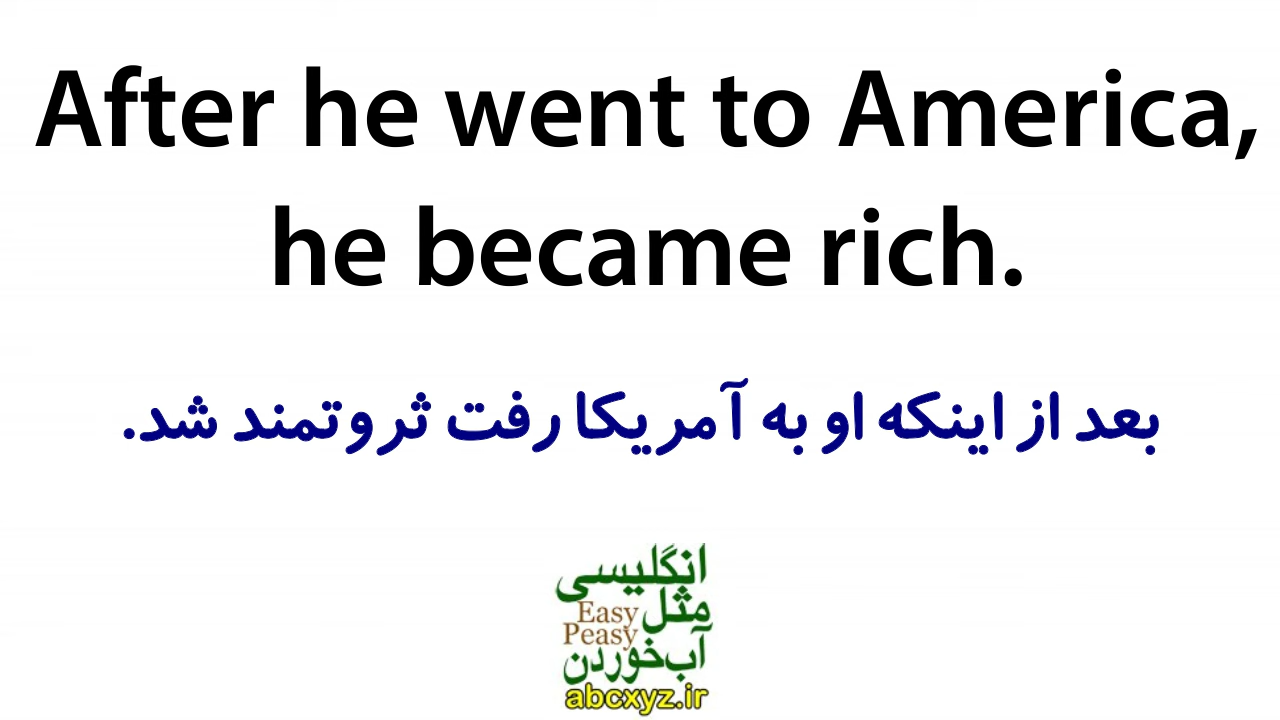 After he went to America,
he became rich.
بعد از اینکه او به آمریکا رفت ثروتمند شد.
انگلیسی
مثل
Easy
Peasy
آب‌خوردن
abcxyz.ir